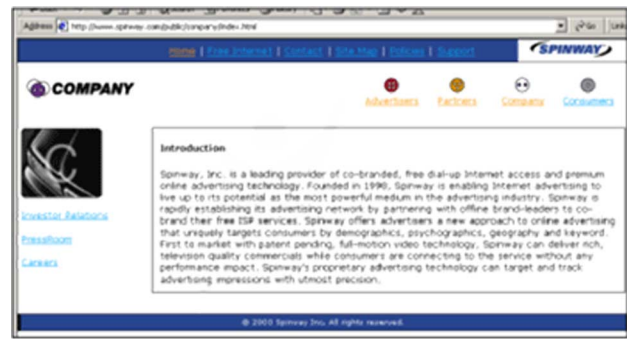 Address http://www.spinway.com/public/company/index.html Go
Home | Free Internet | Contact | Site Map | Policies | Support
SPINWAY
COMPANY
Advertisers Partners Company Consumers
Introduction
Spinway, Inc. is a leading provider of co-branded, free dial-up Internet access and premium
online advertising technology. Founded in 1998, Spinway is enabling Internet advertising to
live up to its potential as the most powerful medium in the advertising industry. Spinway is
rapidly establishing its advertising network by partnering with offline brand-leaders to co-
brand their free ISP services. Spinway offers advertisers a new approach to online advertising
that uniquely targets consumers by demographics, psychographics, geography and keyword.
First to market with patent pending, full-motion video technology, Spinway can deliver rich,
television quality commercials while consumers are connecting to the service without any
performance impact. Spinway's proprietary advertising technology can target and track
advertising impressions with utmost precision.
C
Investor Relations
PressRoom
Careers
© 2000 Spinway Inc. All rights reserved.